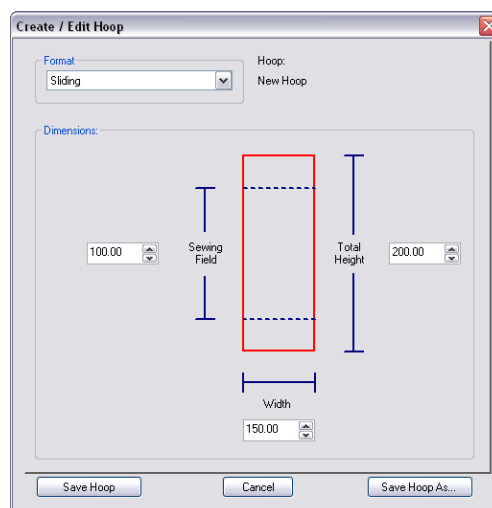 Create / Edit Hoop
Format
Hoop:
Sliding
New Hoop
Dimensions:
100.00
Sewing
Field
Total
Height
200.00
Width
150.00
Save Hoop
Cancel
Save Hoop As...